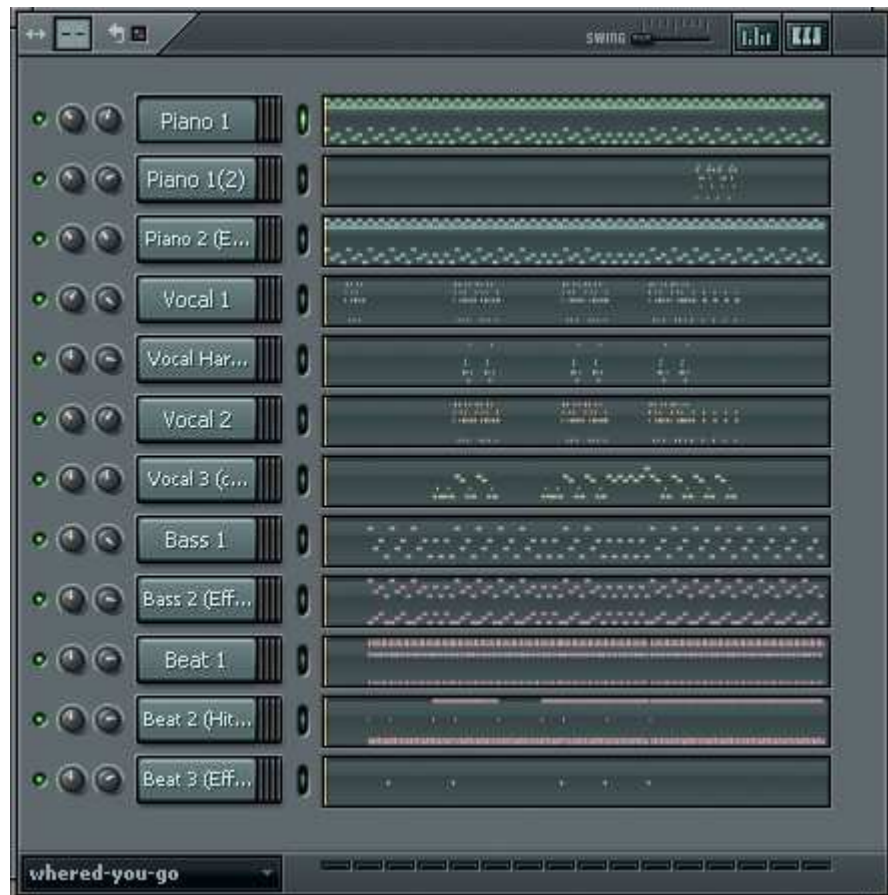 SWING
Piano 1
Piano 1(2)
Piano 2 (E...
Vocal 1
Vocal Har...
Vocal 2
Vocal 3 (c...
Bass 1
Bass 2 (Eff...
Beat 1
Beat 2 (Hit...
Beat 3 (Eff...
whered-you-go